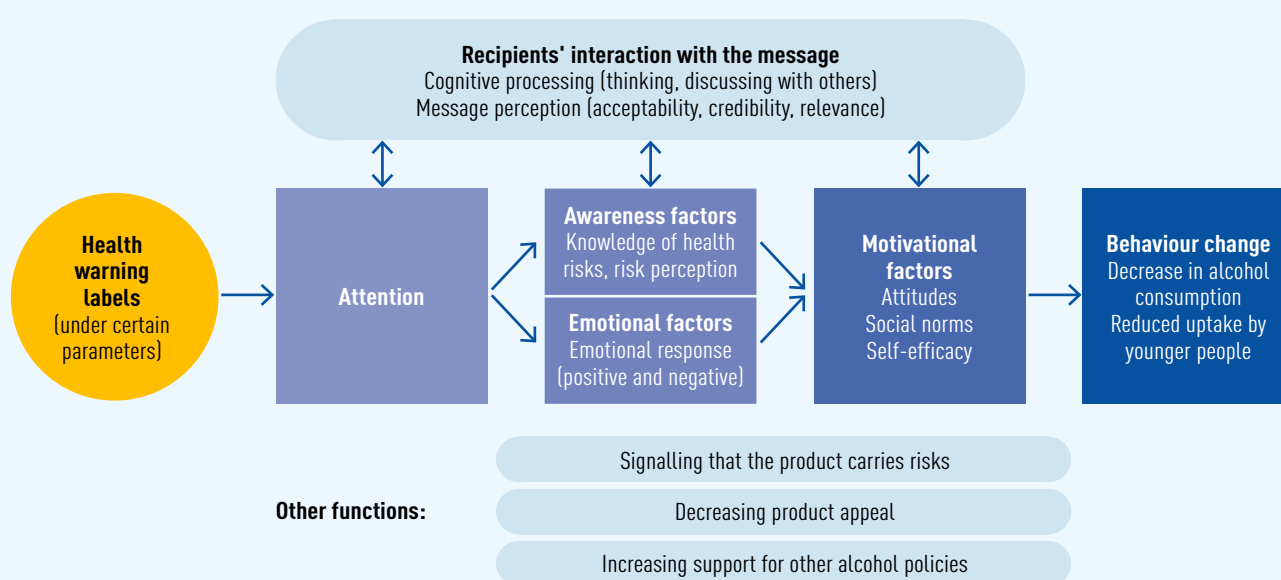 Recipients' interaction with the message
Cognitive processing (thinking, discussing with others)
Message perception (acceptability, credibility, relevance)
Health
warning
labels
(under certain
parameters)
Attention
Awareness factors
Knowledge of health
risks, risk perception
Emotional factors
Emotional response
(positive and negative)
Motivational
factors
Attitudes
Social norms
Self-efficacy
Behaviour change
Decrease in alcohol
consumption
Reduced uptake by
younger people
Other functions:
Signalling that the product carries risks
Decreasing product appeal
Increasing support for other alcohol policies